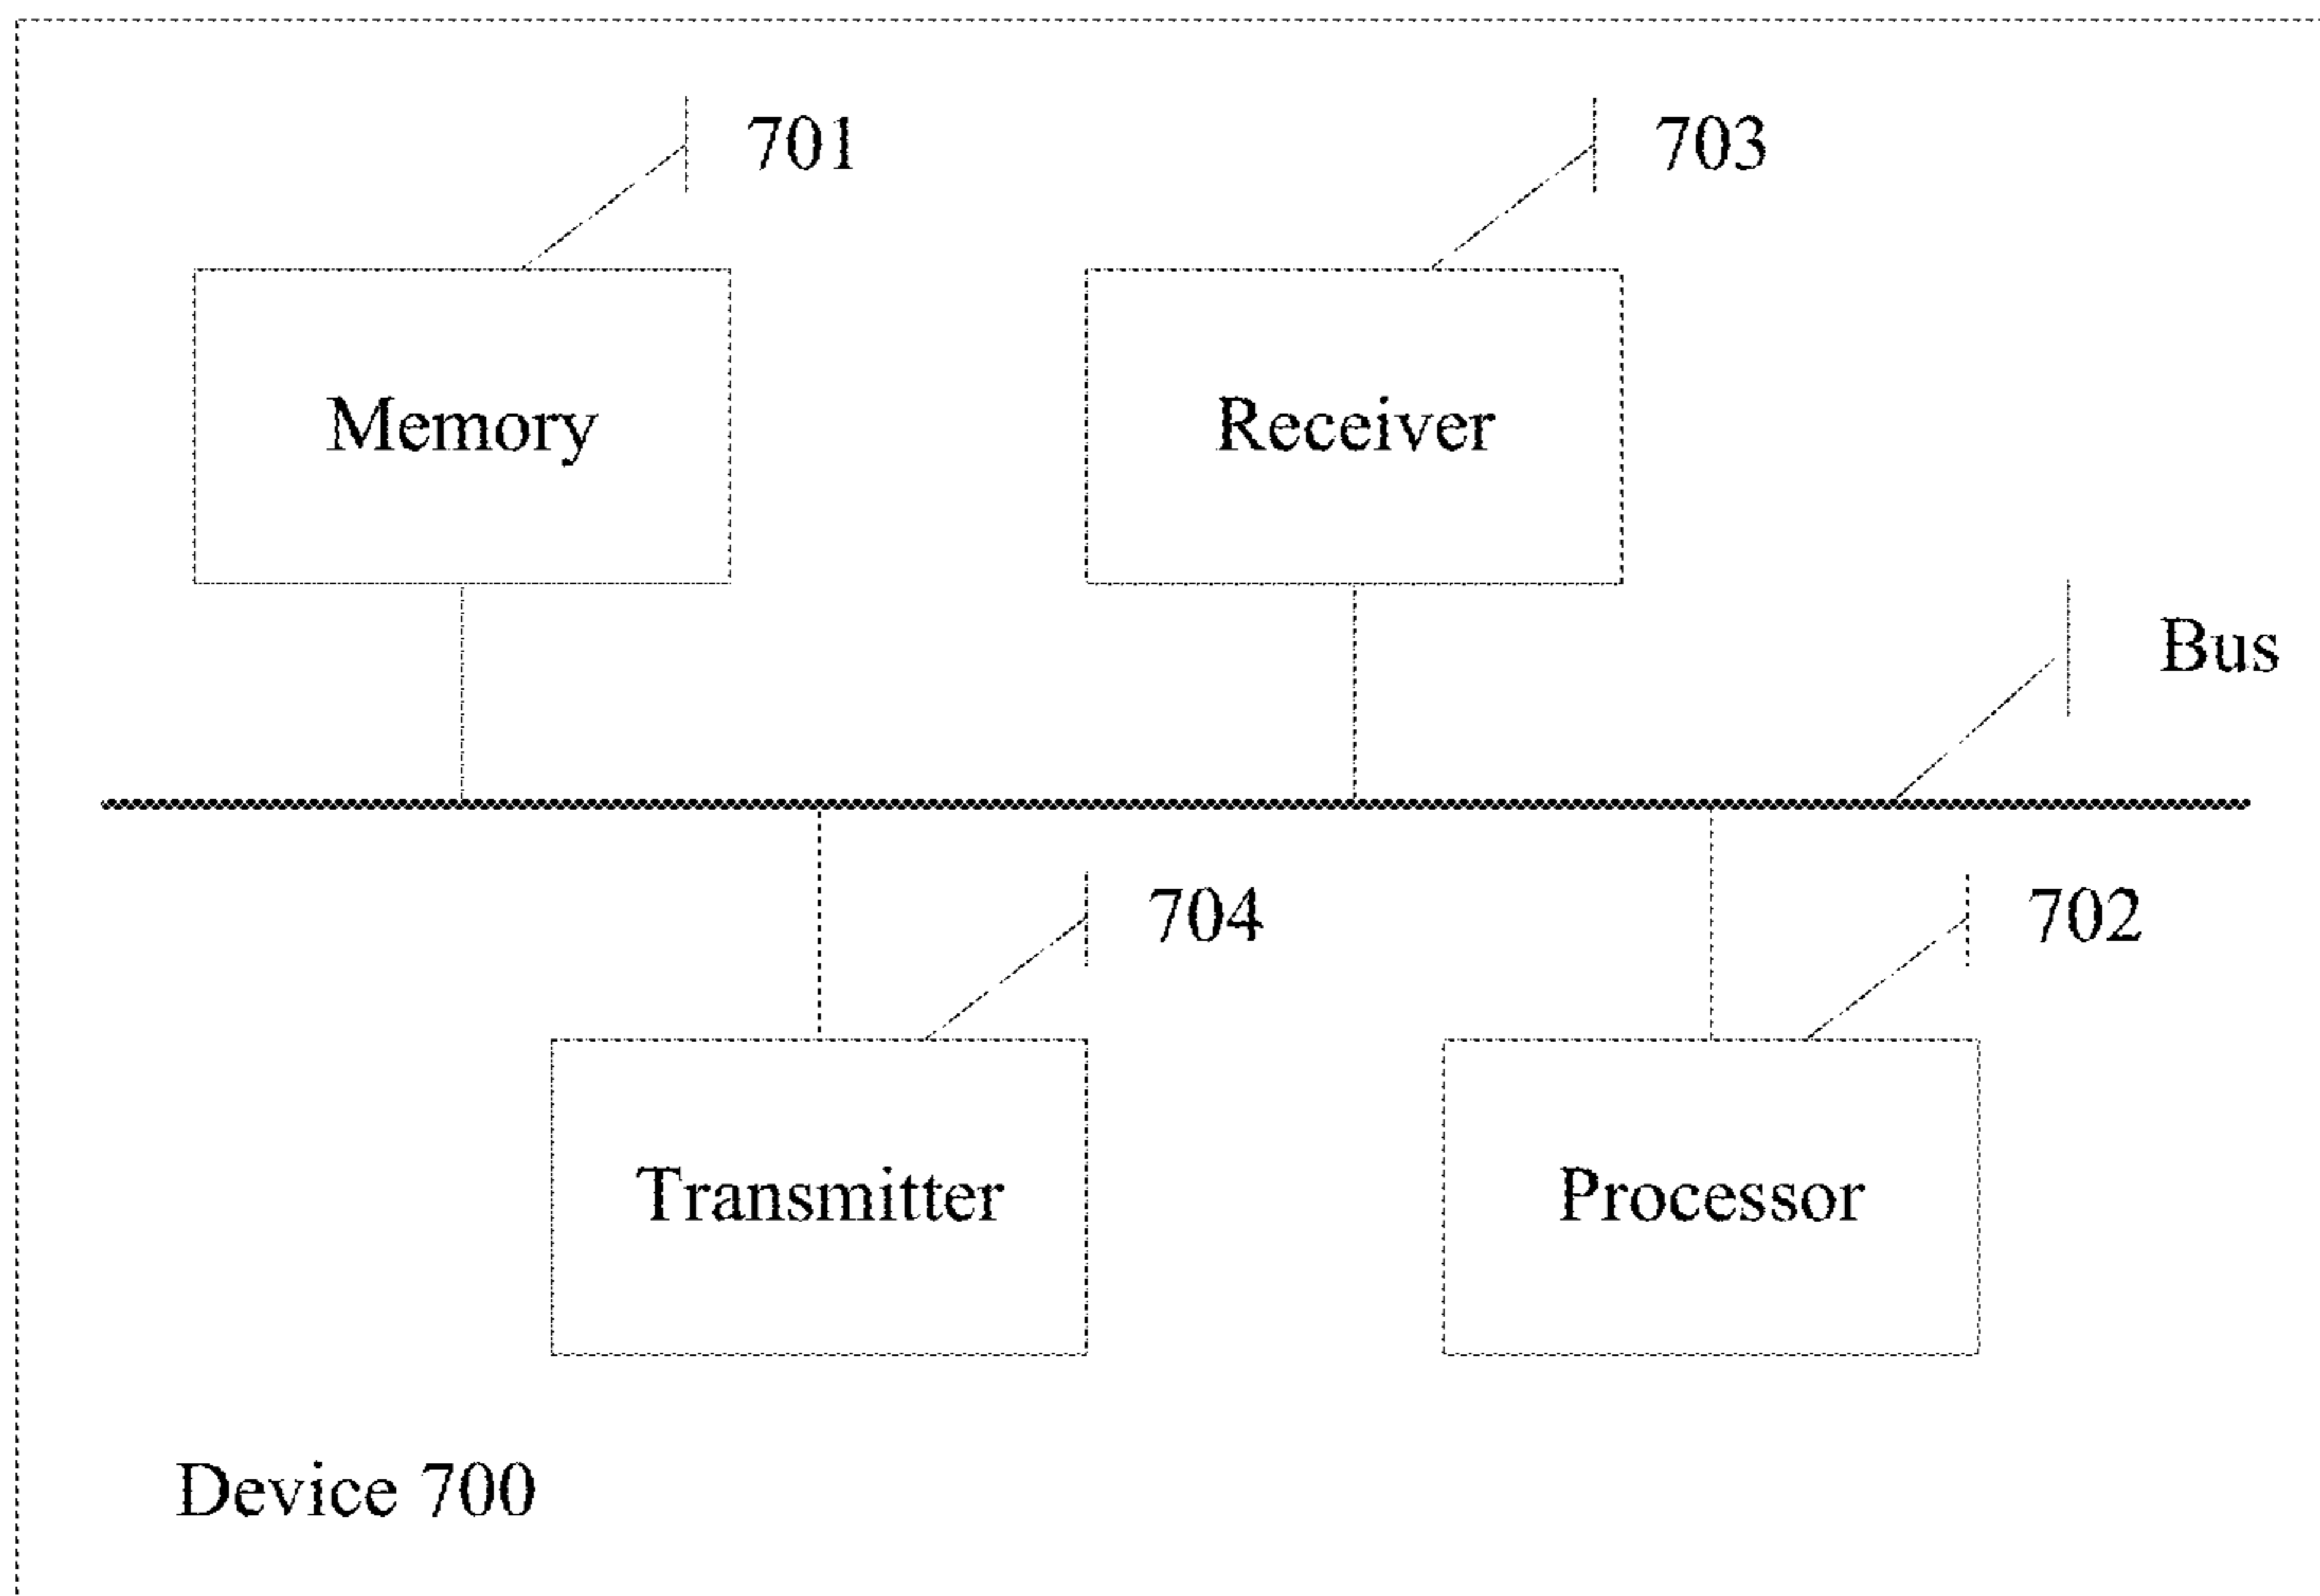 701
703
Memory
Receiver
Bus
704
702
Transmitter
Processor
Device 700